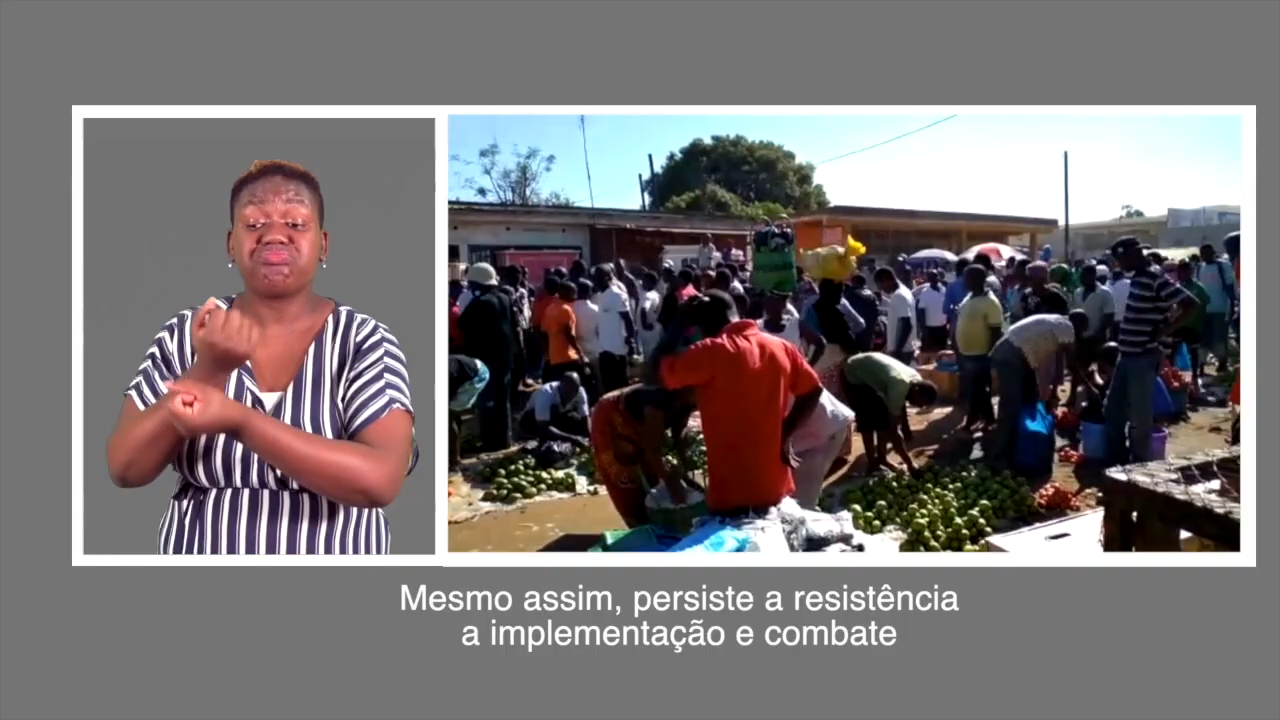 Mesmo assim, persiste a resistência
a implementação e combate